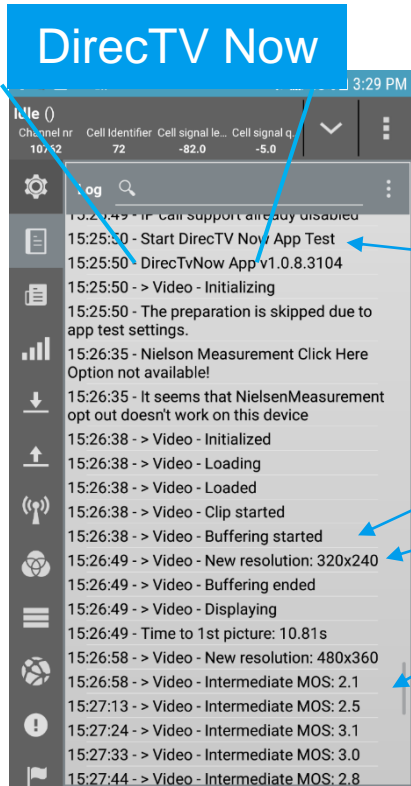 DirecTV Now
3:29 PM
Idle ()
Channel nr Cell Identifier Cell signal le... Cell signal q...
10762 72 -82.0 -5.0
Log
15:25:49 - IP call support already disabled
15:25:50 - Start DirecTV Now App Test
15:25:50 - DirecTvNow App v1.0.8.3104
15:25:50 - > Video - Initializing
15:25:50 - The preparation is skipped due to
app test settings.
15:26:35 - Nielson Measurement Click Here
Option not available!
15:26:35 - It seems that NielsenMeasurement
opt out doesn't work on this device
15:26:38 - > Video - Initialized
15:26:38 - > Video - Loading
15:26:38 - > Video - Loaded
15:26:38 - > Video - Clip started
15:26:38 - > Video - Buffering started
15:26:49 - > Video - New resolution: 320x240
15:26:49 - > Video - Buffering ended
15:26:49 - > Video - Displaying
15:26:49 - Time to 1st picture: 10.81s
15:26:58 - > Video - New resolution: 480x360
15:26:58 - > Video - Intermediate MOS: 2.1
15:27:13 - > Video - Intermediate MOS: 2.5
15:27:24 - > Video - Intermediate MOS: 3.1
15:27:33 - > Video - Intermediate MOS: 3.0
15:27:44 - > Video - Intermediate MOS: 2.8